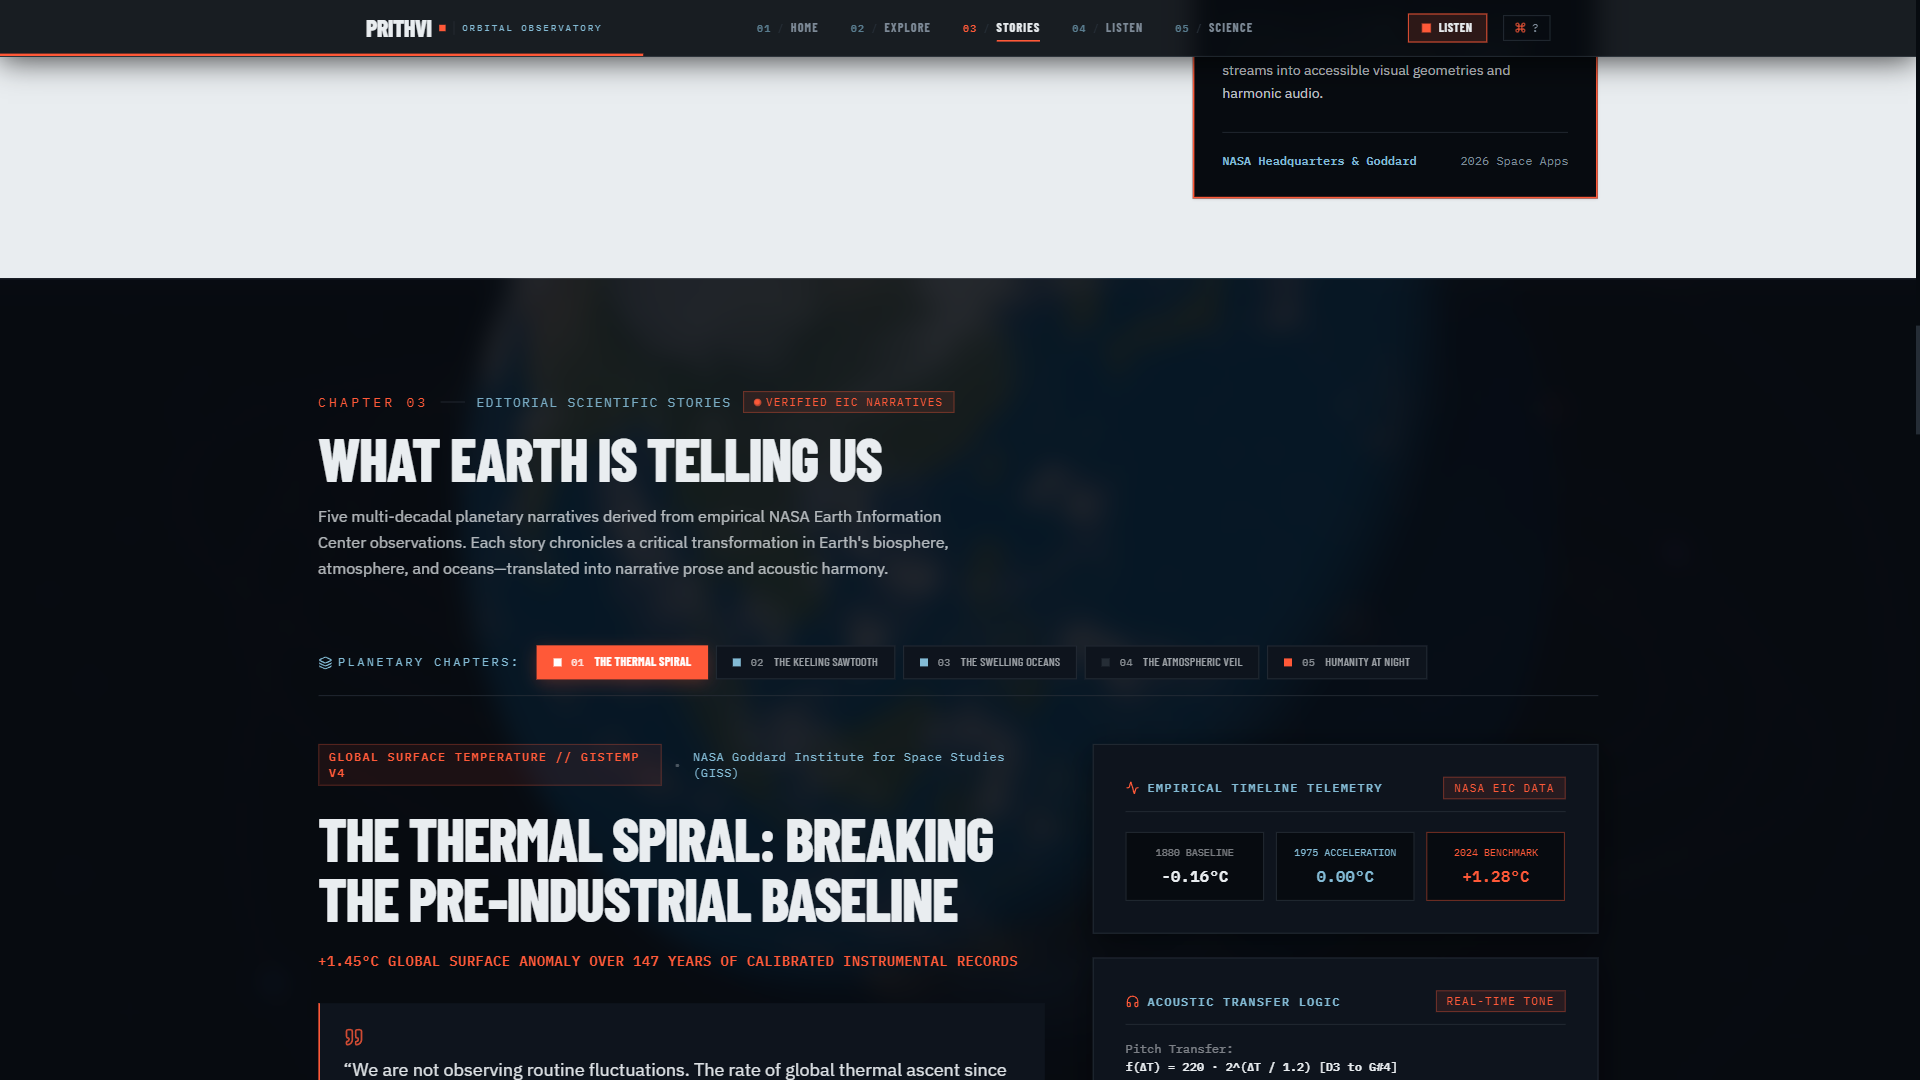 PRITHVI
ORBITAL OBSERVATORY
01 / HOME
02 / EXPLORE
03 / STORIES
04 / LISTEN
05 / SCIENCE
LISTEN
⌘ ?
streams into accessible visual geometries and
harmonic audio.
NASA Headquarters & Goddard
2026 Space Apps
CHAPTER 03
EDITORIAL SCIENTIFIC STORIES
VERIFIED EIC NARRATIVES
WHAT EARTH IS TELLING US
Five multi-decadal planetary narratives derived from empirical NASA Earth Information
Center observations. Each story chronicles a critical transformation in Earth's biosphere,
atmosphere, and oceans—translated into narrative prose and acoustic harmony.
PLANETARY CHAPTERS:
01 THE THERMAL SPIRAL
02 THE KEELING SAWTOOTH
03 THE SWELLING OCEANS
04 THE ATMOSPHERIC VEIL
05 HUMANITY AT NIGHT
GLOBAL SURFACE TEMPERATURE // GISTEMP
V4
•
NASA Goddard Institute for Space Studies
(GISS)
THE THERMAL SPIRAL: BREAKING
THE PRE-INDUSTRIAL BASELINE
+1.45°C GLOBAL SURFACE ANOMALY OVER 147 YEARS OF CALIBRATED INSTRUMENTAL RECORDS
“We are not observing routine fluctuations. The rate of global thermal ascent since
EMPIRICAL TIMELINE TELEMETRY
NASA EIC DATA
1880 BASELINE
-0.16°C
1975 ACCELERATION
0.00°C
2024 BENCHMARK
+1.28°C
ACOUSTIC TRANSFER LOGIC
REAL-TIME TONE
Pitch Transfer:
f(ΔT) = 220 · 2^(ΔT / 1.2) [D3 to G#4]